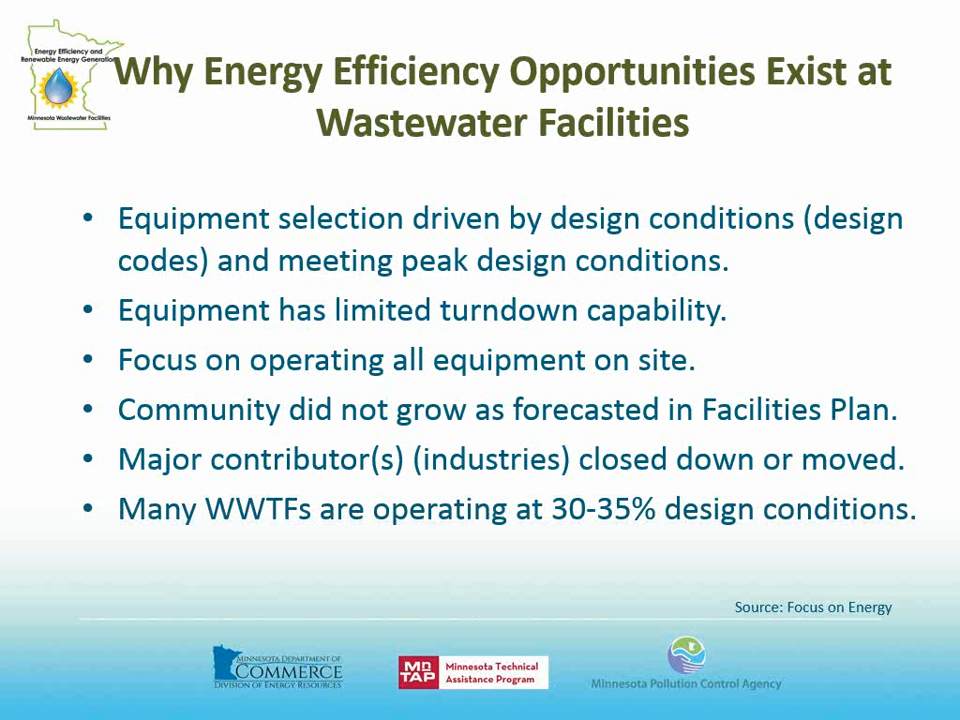 Energy Efficiency and
Renewable Energy Generation
Minnesota Wastewater Facilities
Why Energy Efficiency Opportunities Exist at
Wastewater Facilities
• Equipment selection driven by design conditions (design
codes) and meeting peak design conditions.
• Equipment has limited turndown capability.
• Focus on operating all equipment on site.
• Community did not grow as forecasted in Facilities Plan.
• Major contributor(s) (industries) closed down or moved.
• Many WWTFs are operating at 30-35% design conditions.
Source: Focus on Energy
MINNESOTA DEPARTMENT OF
COMMERCE
DIVISION OF ENERGY RESOURCES
MnTAP
Minnesota Technical
Assistance Program
Minnesota Pollution Control Agency